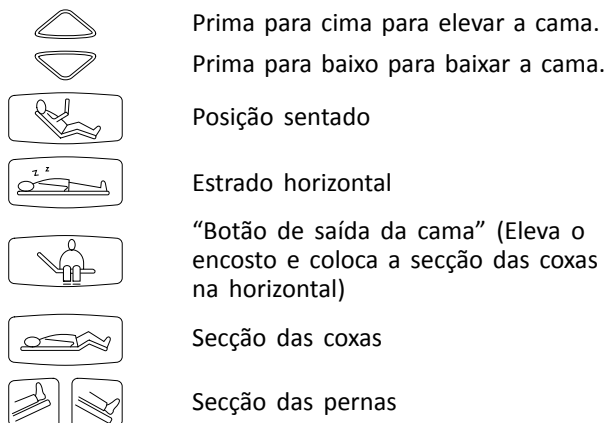 Prima para cima para elevar a cama.
Prima para baixo para baixar a cama.
Posição sentado
z z
Estrado horizontal
“Botão de saída da cama” (Eleva o
encosto e coloca a secção das coxas
na horizontal)
Secção das coxas
Secção das pernas